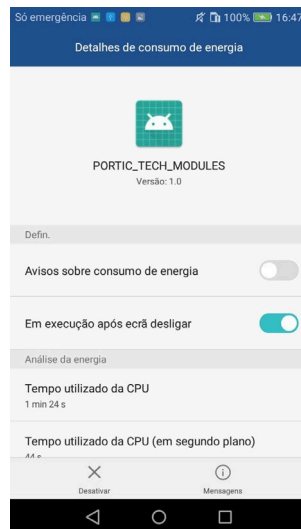 Só emergência 100% 16:47
Detalhes de consumo de energia
PORTIC_TECH_MODULES
Versão: 1.0
Defin.
Avisos sobre consumo de energia
Em execução após ecrã desligar
Análise da energia
Tempo utilizado da CPU
1 min 24 s
Tempo utilizado da CPU (em segundo plano)
44 s
Desativar Mensagens